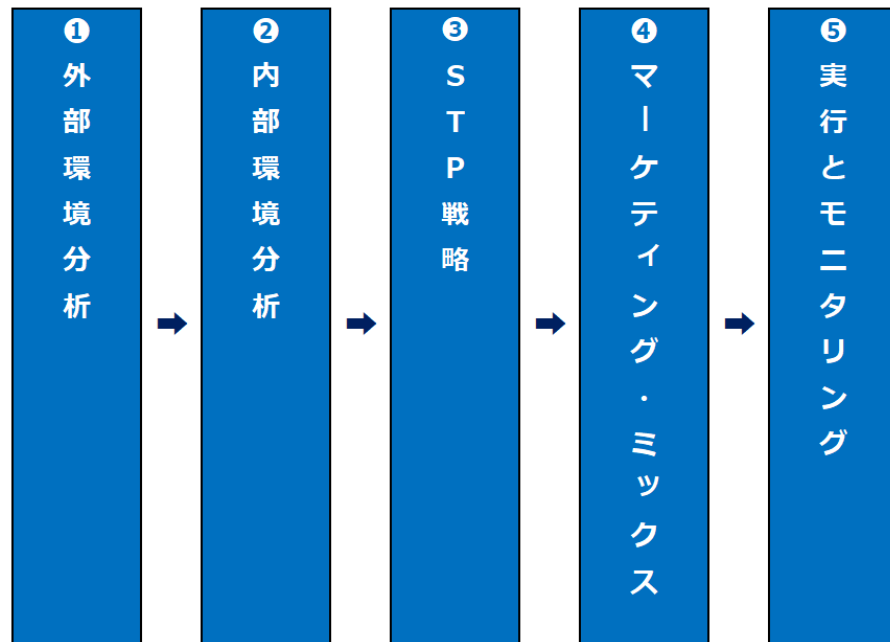 ❶外部環境分析
❷内部環境分析
❸STP戦略
❹マーケティング・ミックス
❺実行とモニタリング